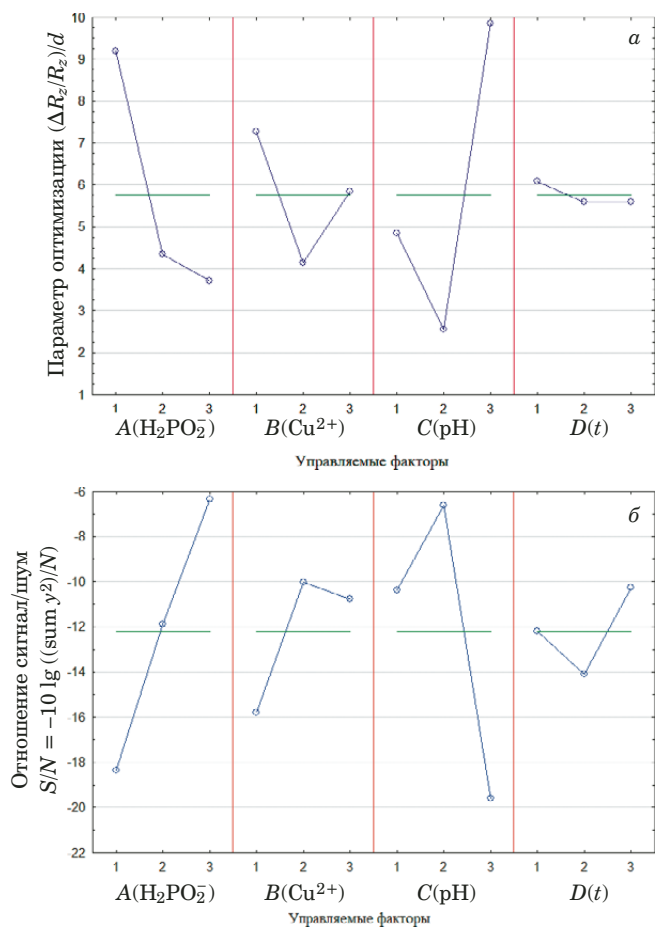 Параметр оптимизации (ΔR_z/R_z)/d
10
9
8
7
6
5
4
3
2
1
а
1 2 3 1 2 3 1 2 3 1 2 3
A(H₂PO₂⁻) B(Cu²⁺) C(pH) D(t)
Управляемые факторы
Отношение сигнал/шум
S/N = −10 lg ((sum y²)/N)
-6
-8
-10
-12
-14
-16
-18
-20
-22
б
1 2 3 1 2 3 1 2 3 1 2 3
A(H₂PO₂⁻) B(Cu²⁺) C(pH) D(t)
Управляемые факторы